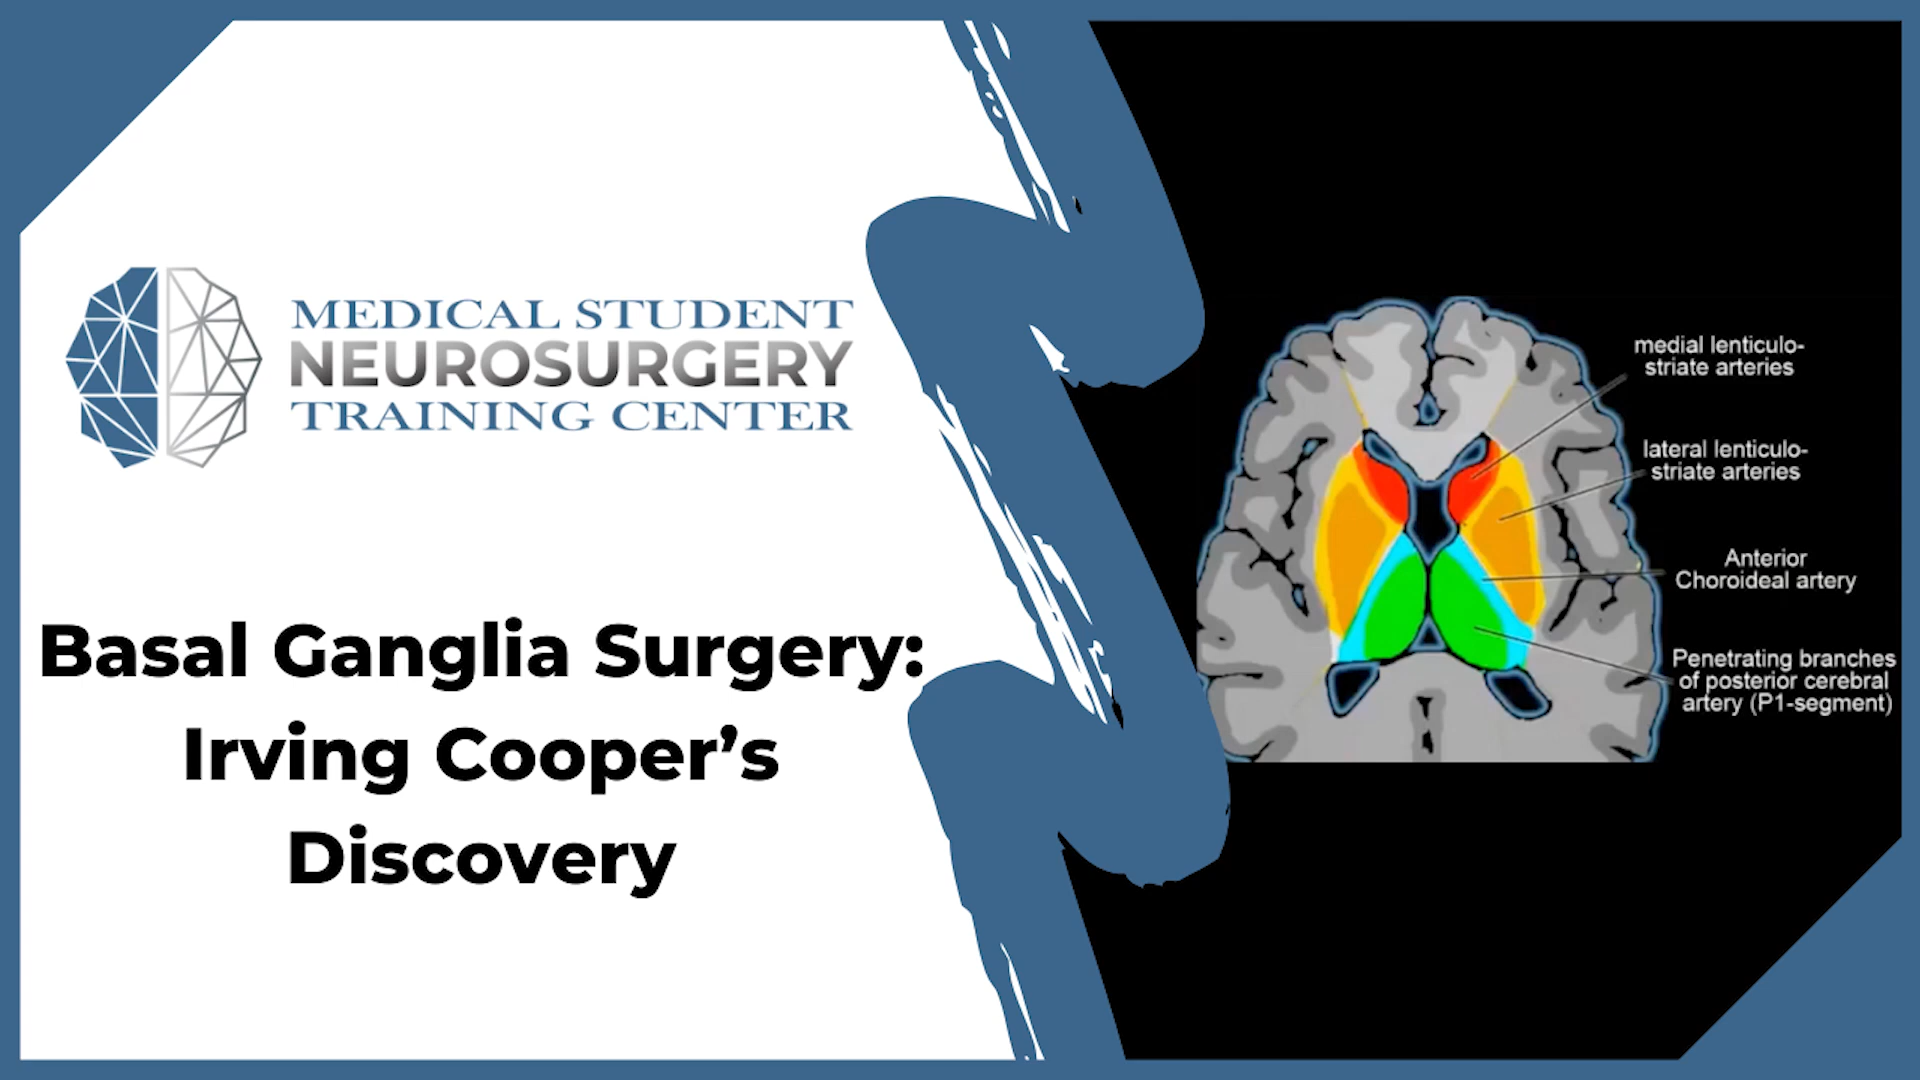 MEDICAL STUDENT
NEUROSURGERY
TRAINING CENTER
Basal Ganglia Surgery:
Irving Cooper’s
Discovery
medial lenticulo-
striate arteries
lateral lenticulo-
striate arteries
Anterior
Choroideal artery
Penetrating branches
of posterior cerebral
artery (P1-segment)